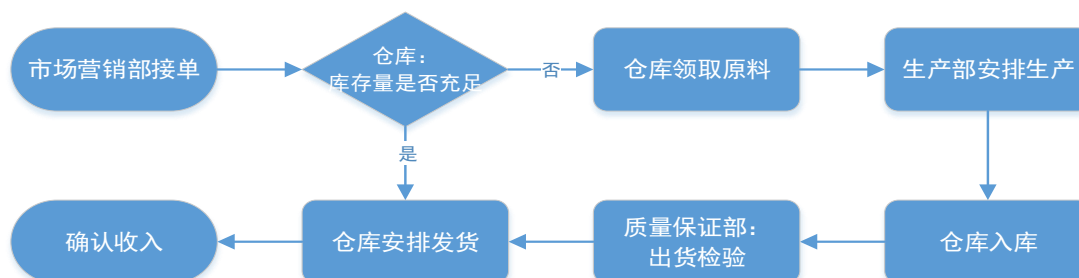 市场营销部接单
仓库：
库存量是否充足
否
仓库领取原料
生产部安排生产
是
确认收入
仓库安排发货
质量保证部：
出货检验
仓库入库